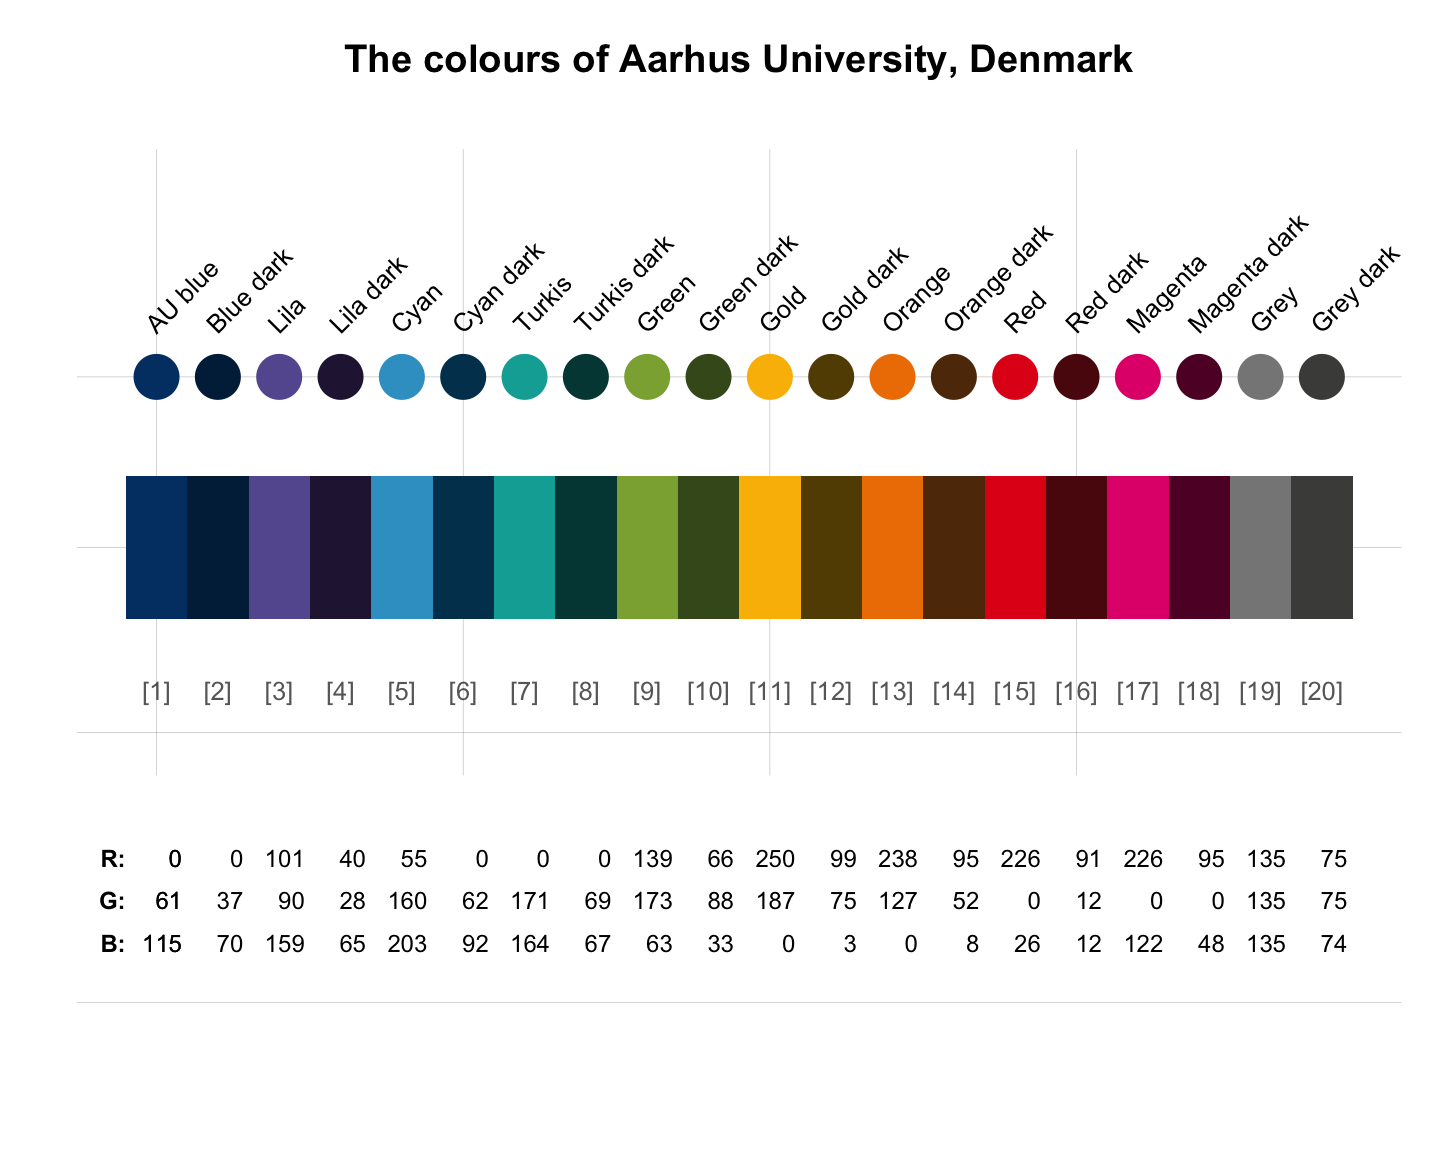 The colours of Aarhus University, Denmark
AU blue
Blue dark
Lila
Lila dark
Cyan
Cyan dark
Turkis
Turkis dark
Green
Green dark
Gold
Gold dark
Orange
Orange dark
Red
Red dark
Magenta
Magenta dark
Grey
Grey dark
[1] [2] [3] [4] [5] [6] [7] [8] [9] [10] [11] [12] [13] [14] [15] [16] [17] [18] [19] [20]
R: 0 0 101 40 55 0 0 0 139 66 250 99 238 95 226 91 226 95 135 75
G: 61 37 90 28 160 62 171 69 173 88 187 75 127 52 0 12 0 0 135 75
B: 115 70 159 65 203 92 164 67 63 33 0 3 0 8 26 12 122 48 135 74